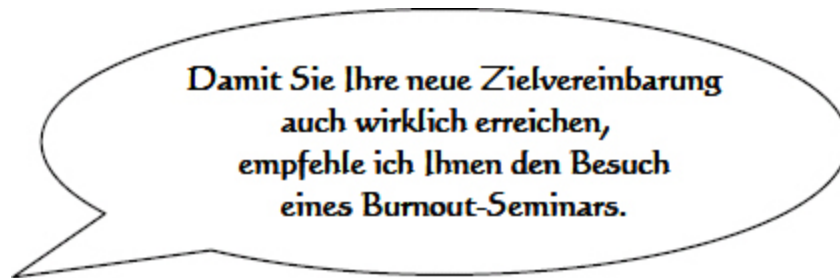 Damit Sie Ihre neue Zielvereinbarung
auch wirklich erreichen,
empfehle ich Ihnen den Besuch
eines Burnout-Seminars.